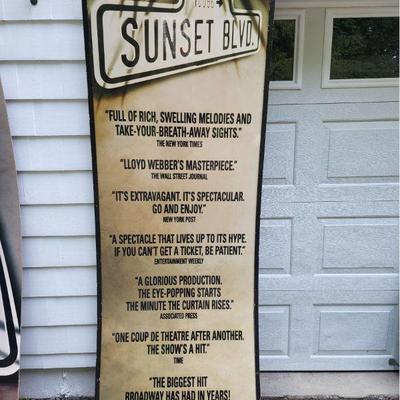 10086 →
SUNSET BLVD.
"FULL OF RICH, SWELLING MELODIES AND
TAKE-YOUR-BREATH-AWAY SIGHTS."
THE NEW YORK TIMES
"LLOYD WEBBER'S MASTERPIECE."
THE WALL STREET JOURNAL
"IT'S EXTRAVAGANT. IT'S SPECTACULAR.
GO AND ENJOY."
NEW YORK POST
"A SPECTACLE THAT LIVES UP TO ITS HYPE.
IF YOU CAN'T GET A TICKET, BE PATIENT."
ENTERTAINMENT WEEKLY
"A GLORIOUS PRODUCTION.
THE EYE-POPPING STARTS
THE MINUTE THE CURTAIN RISES."
ASSOCIATED PRESS
"ONE COUP DE THEATRE AFTER ANOTHER.
THE SHOW'S A HIT."
TIME
"THE BIGGEST HIT
BROADWAY HAS HAD IN YEARS!